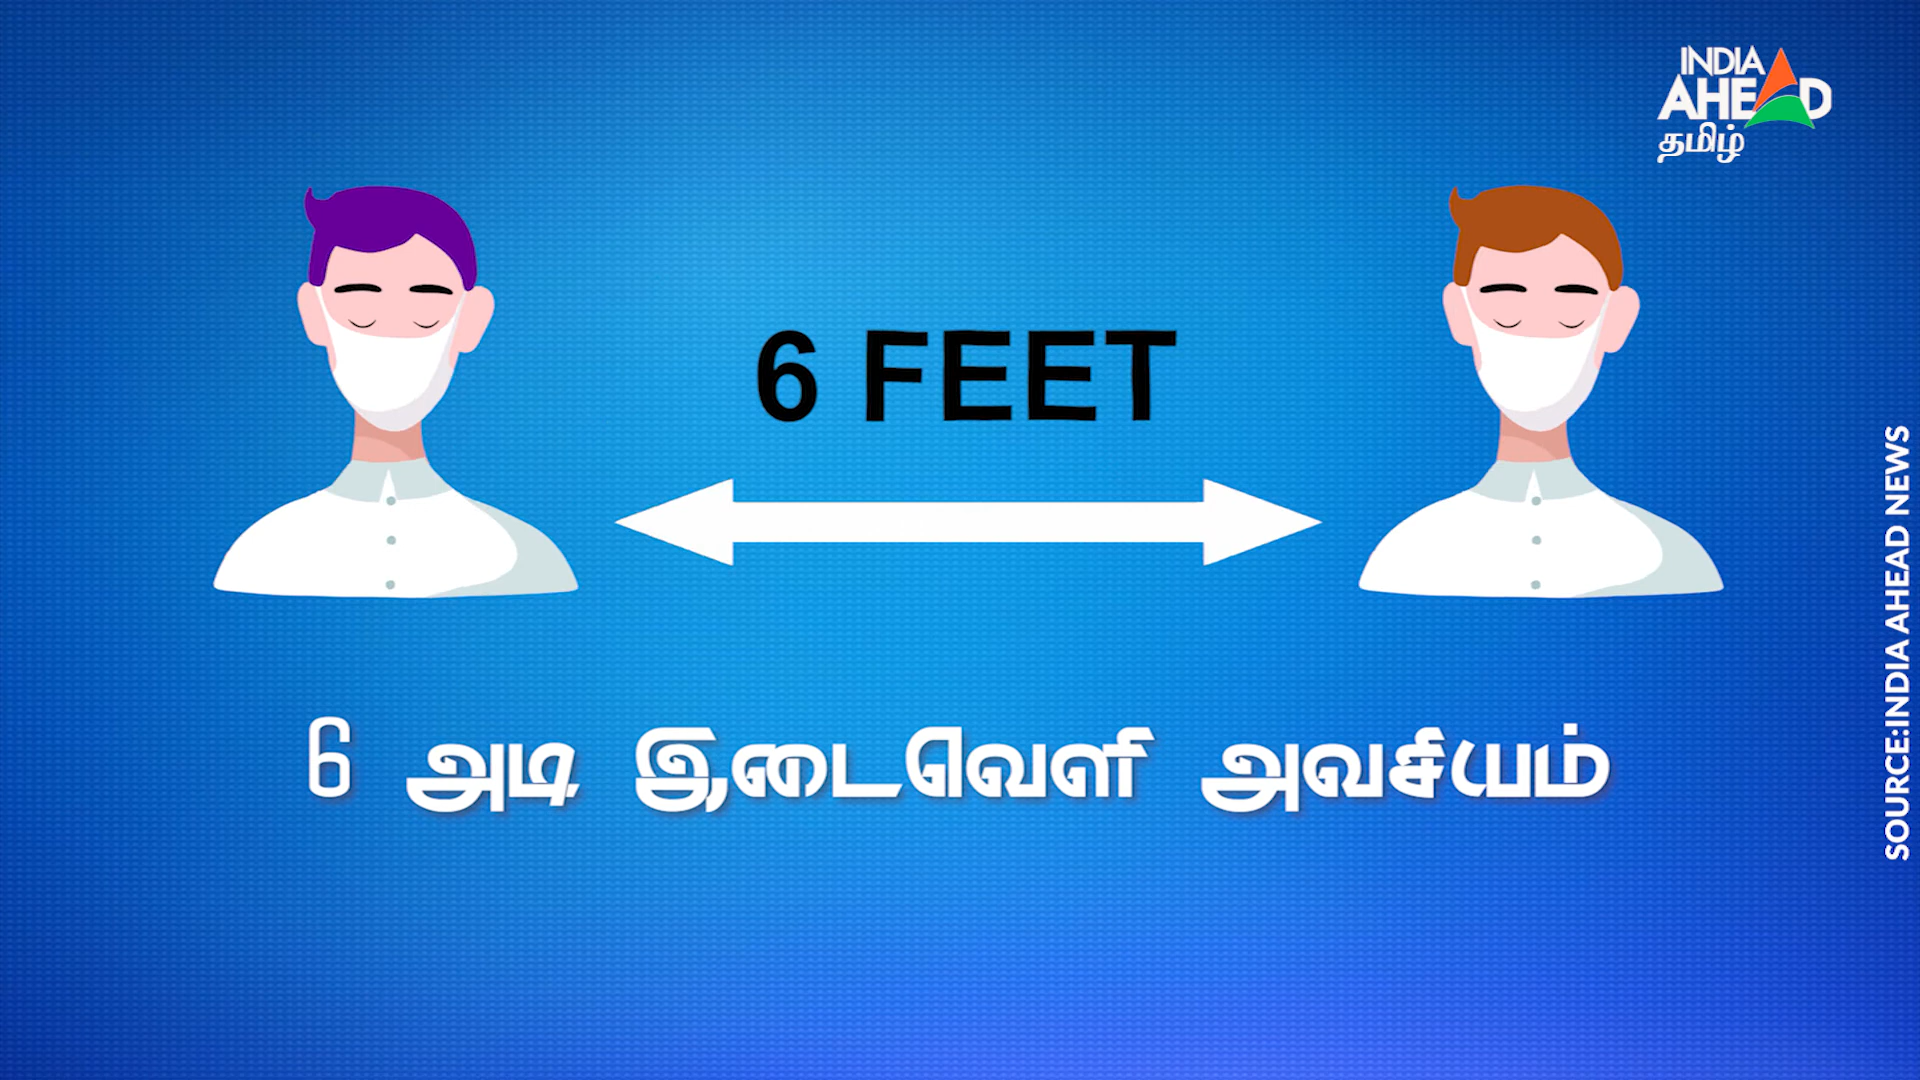 INDIA
AHEAD
தமிழ்
6 FEET
6 அடி இடைவெளி அவசியம்
SOURCE:INDIA AHEAD NEWS